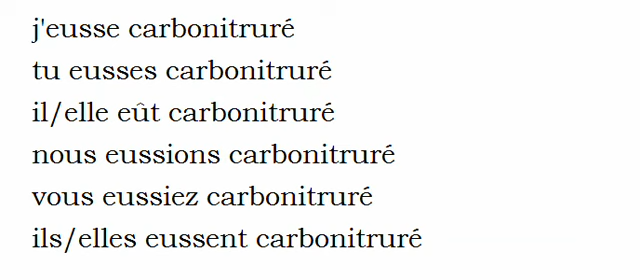 j'eusse carbonitruré
tu eusses carbonitruré
il/elle eût carbonitruré
nous eussions carbonitruré
vous eussiez carbonitruré
ils/elles eussent carbonitruré